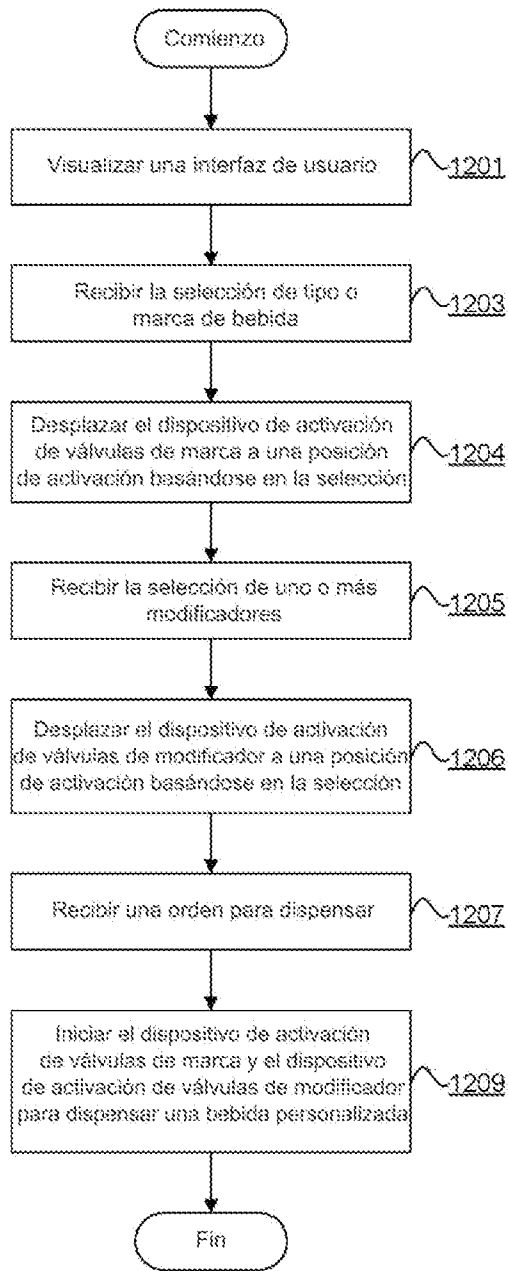 Comienzo
Visualizar una interfaz de usuario
1201
Recibir la selección de tipo o
marca de bebida
1203
Desplazar el dispositivo de activación
de válvulas de marca a una posición
de activación basándose en la selección
1204
Recibir la selección de uno o más
modificadores
1205
Desplazar el dispositivo de activación
de válvulas de modificador a una posición
de activación basándose en la selección
1206
Recibir una orden para dispensar
1207
Iniciar el dispositivo de activación
de válvulas de marca y el dispositivo
de activación de válvulas de modificador
para dispensar una bebida personalizada
1209
Fin